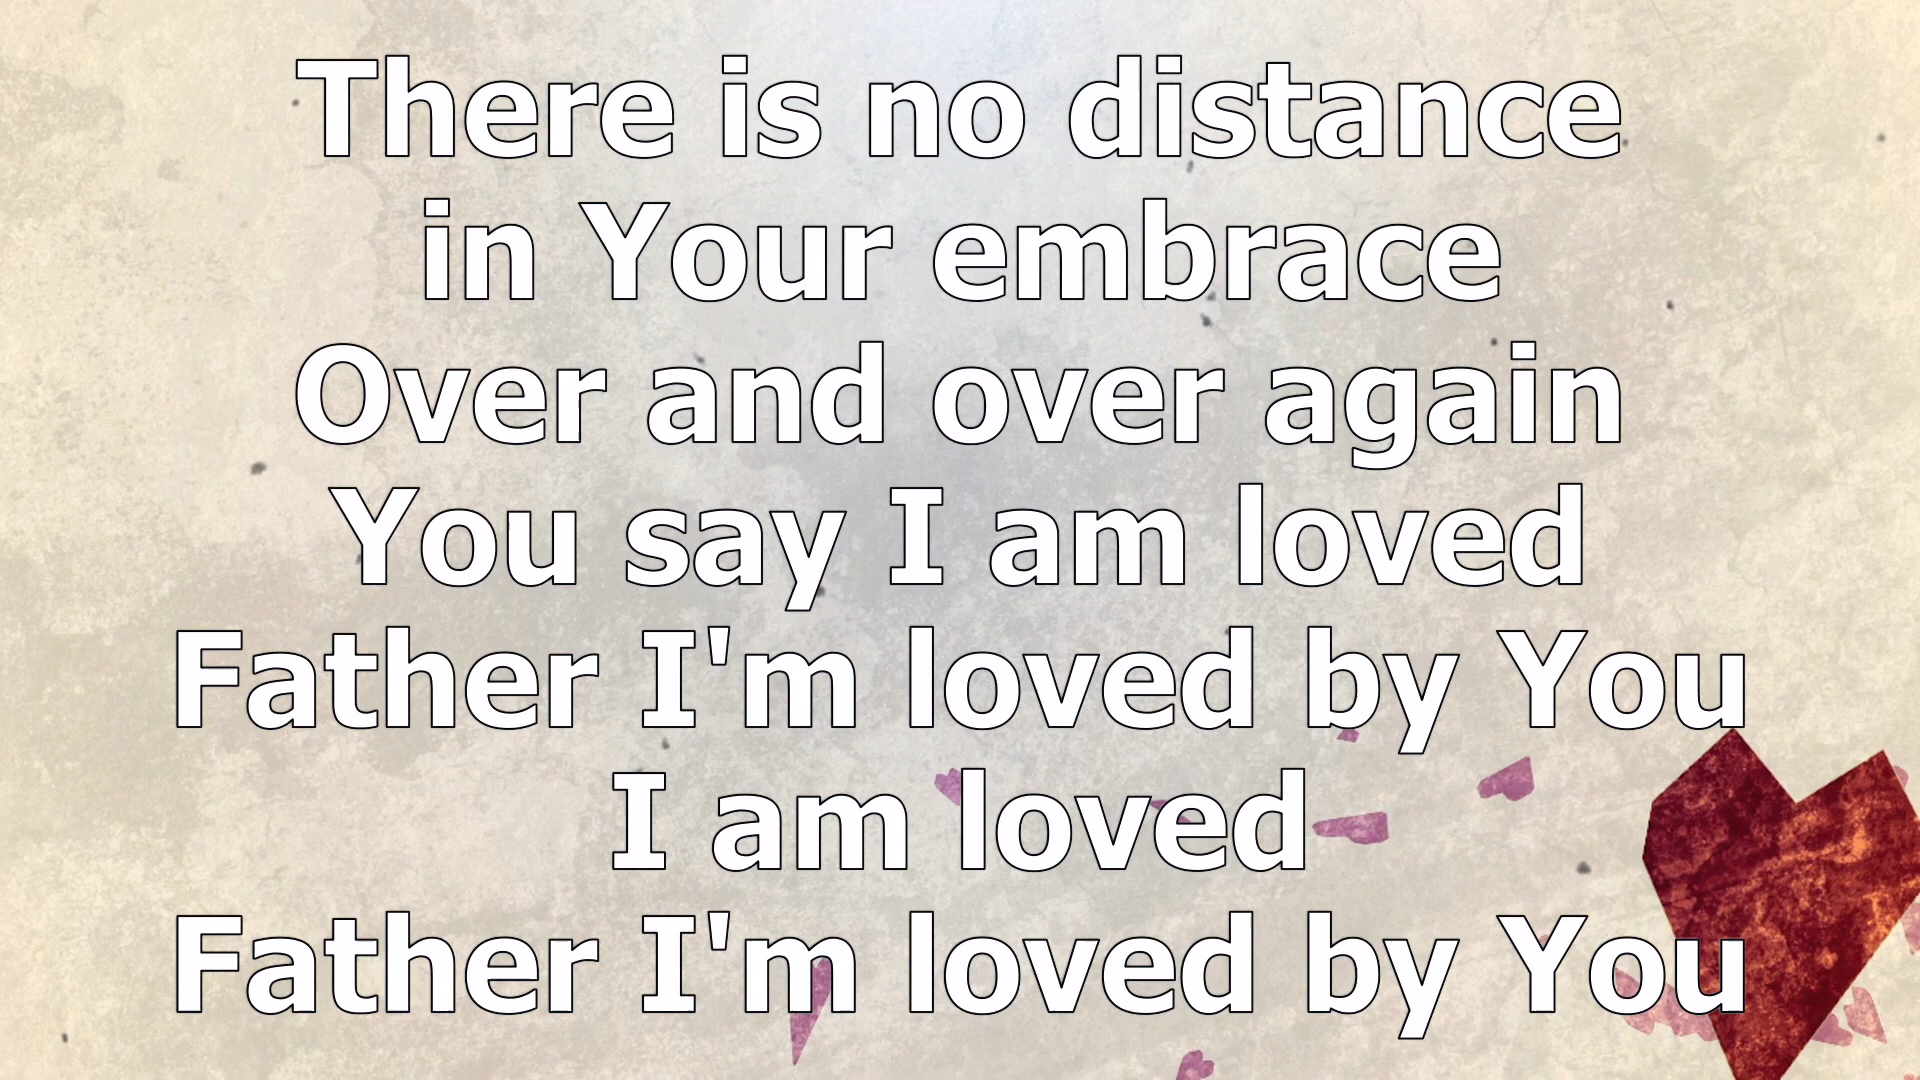 There is no distance
in Your embrace
Over and over again
You say I am loved
Father I'm loved by You
I am loved
Father I'm loved by You